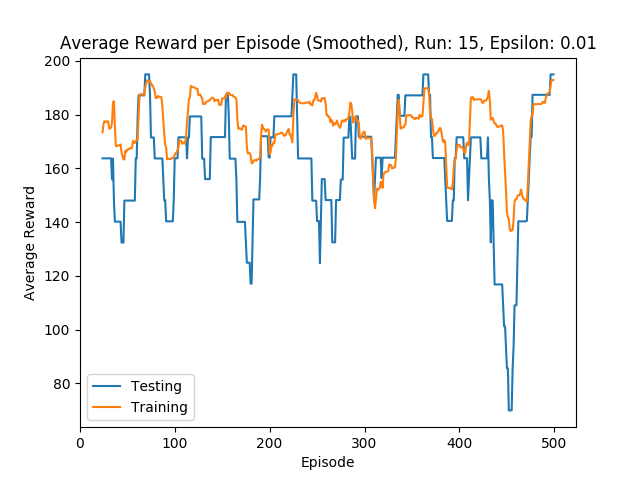 Average Reward per Episode (Smoothed), Run: 15, Epsilon: 0.01
200
180
160
140
120
100
80
Average Reward
Testing
Training
0
100
200
300
400
500
Episode